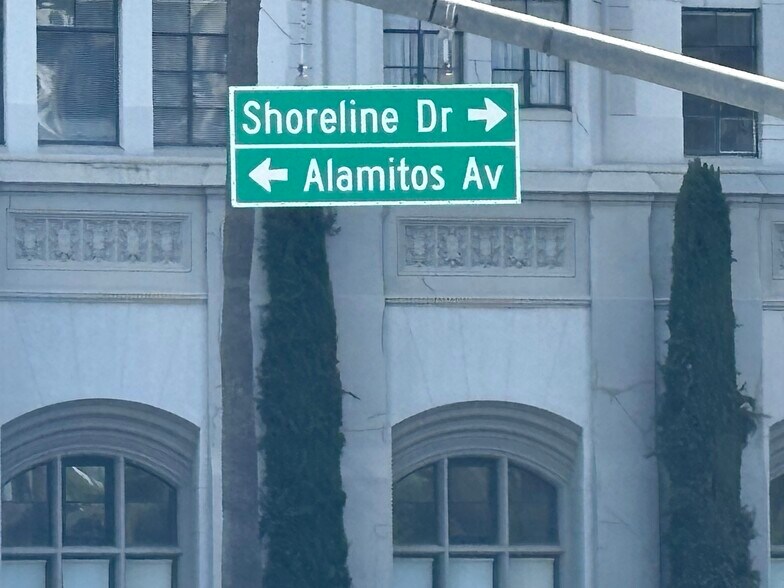 Shoreline Dr →
← Alamitos Av